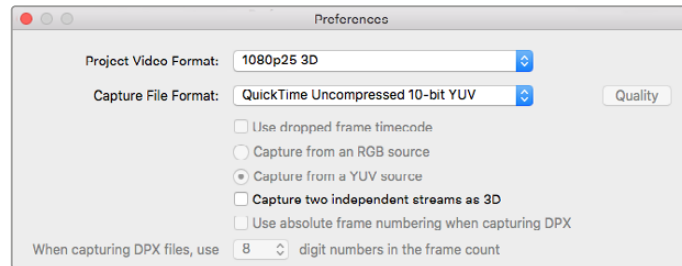 Preferences
Project Video Format: 1080p25 3D
Capture File Format: QuickTime Uncompressed 10-bit YUV Quality
Use dropped frame timecode
Capture from an RGB source
Capture from a YUV source
Capture two independent streams as 3D
Use absolute frame numbering when capturing DPX
When capturing DPX files, use 8 digit numbers in the frame count